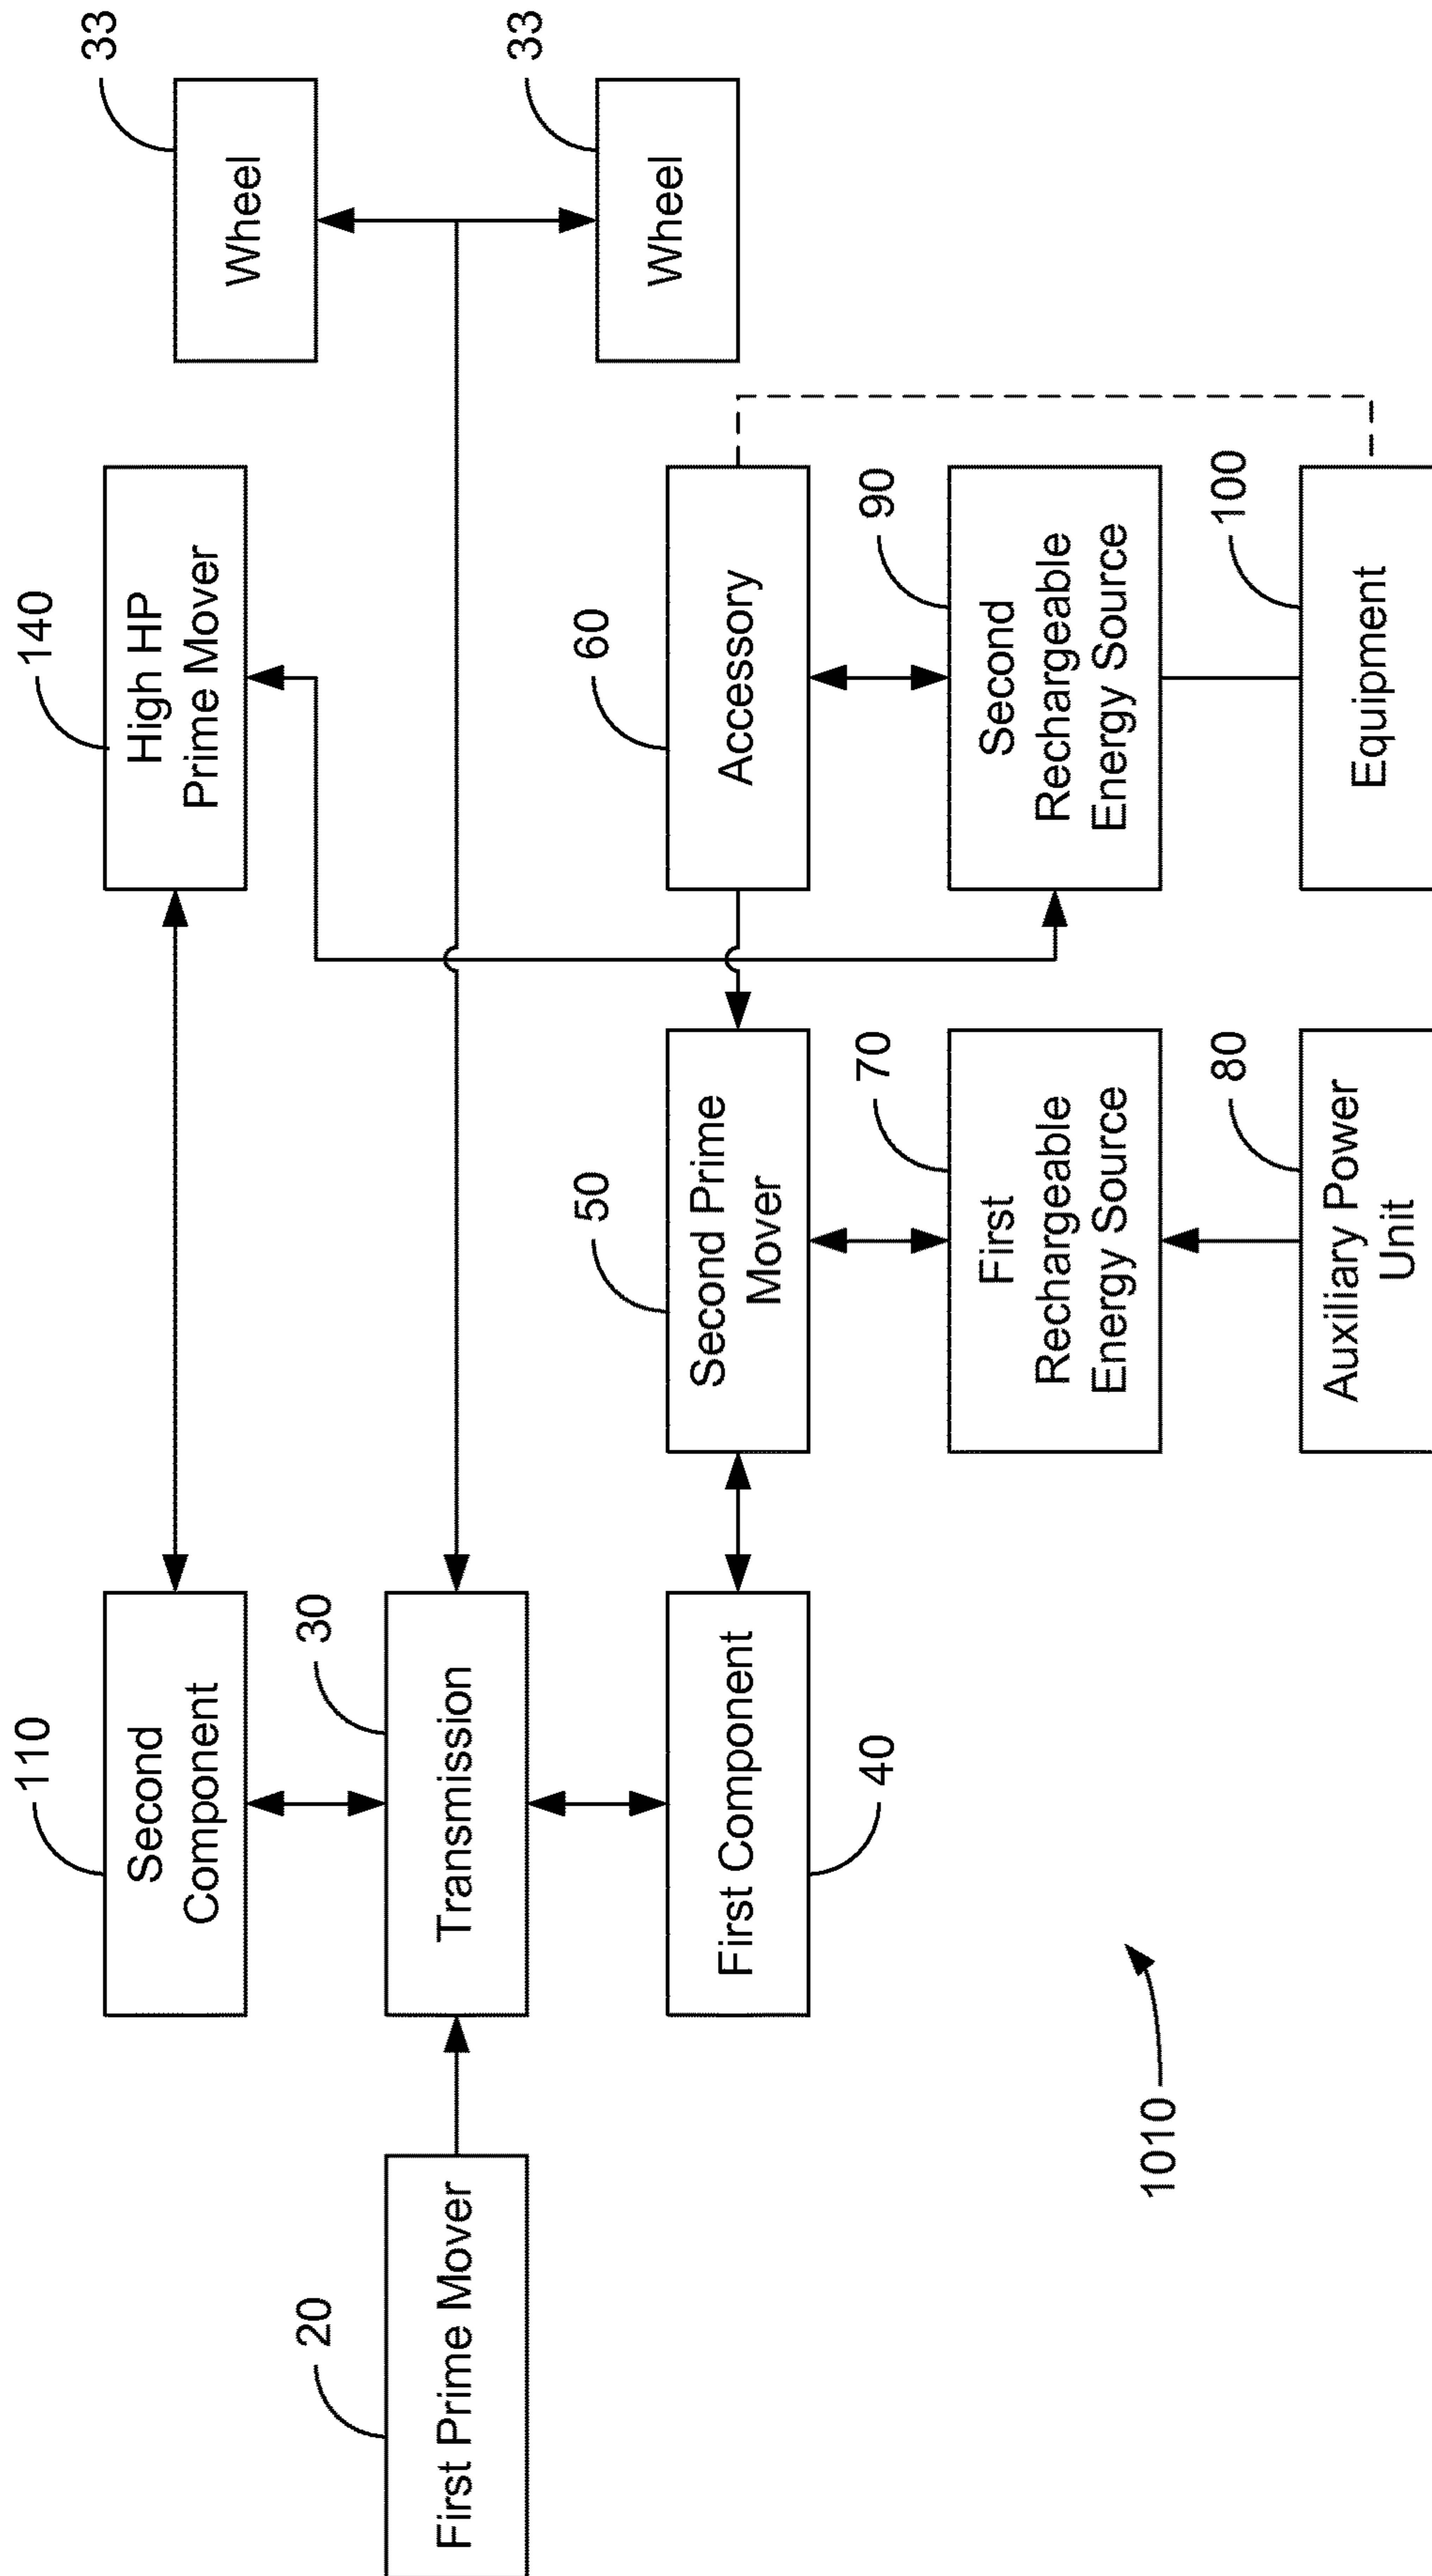 110
Second
Component
140
High HP
Prime Mover
33
Wheel
20
First Prime Mover
30
Transmission
33
Wheel
First Component
40
50
Second Prime
Mover
60
Accessory
70
First
Rechargeable
Energy Source
90
Second
Rechargeable
Energy Source
1010
80
Auxiliary Power
Unit
100
Equipment